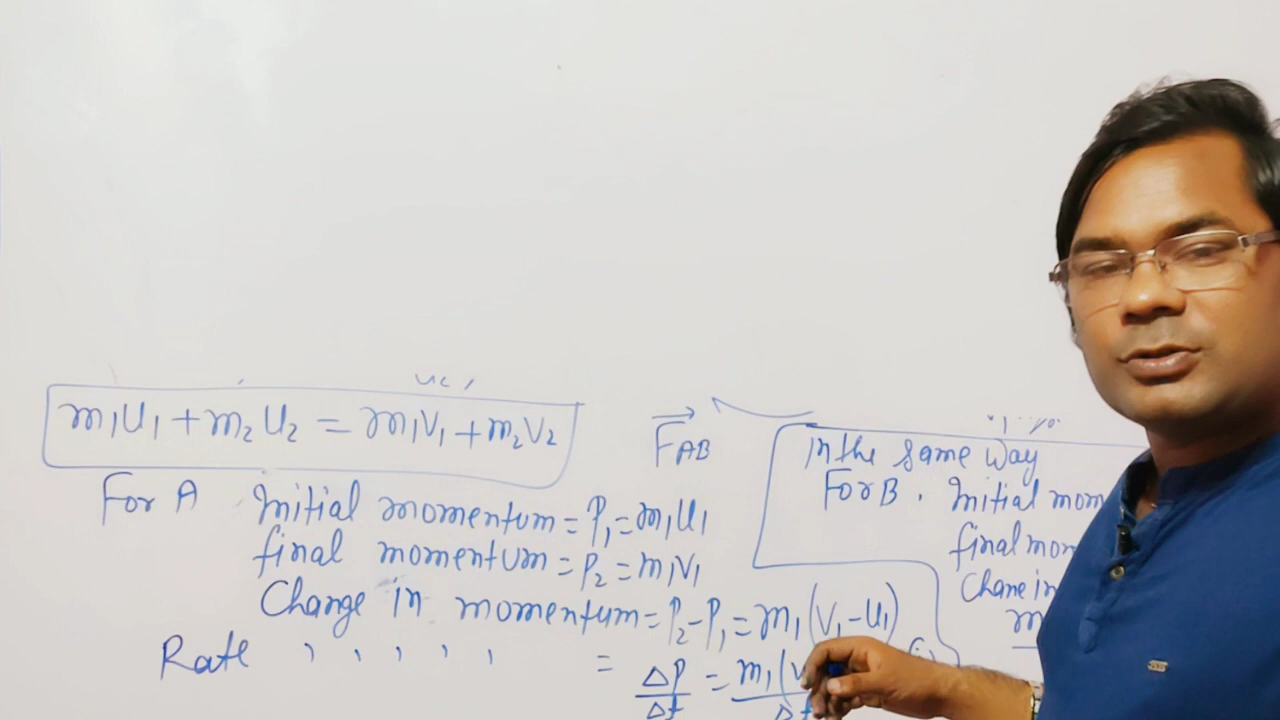 m₁u₁ + m₂u₂ = m₁v₁ + m₂v₂
F⃗AB
For A Initial momentum = P₁ = m₁u₁
final momentum = P₂ = m₁v₁
Change in momentum = P₂ - P₁ = m₁(v₁ - u₁)
Rate , , , , , = ΔP/Δt = m₁(v
Δt
In the same way
For B. Initial mom
final mom
Chane in
m